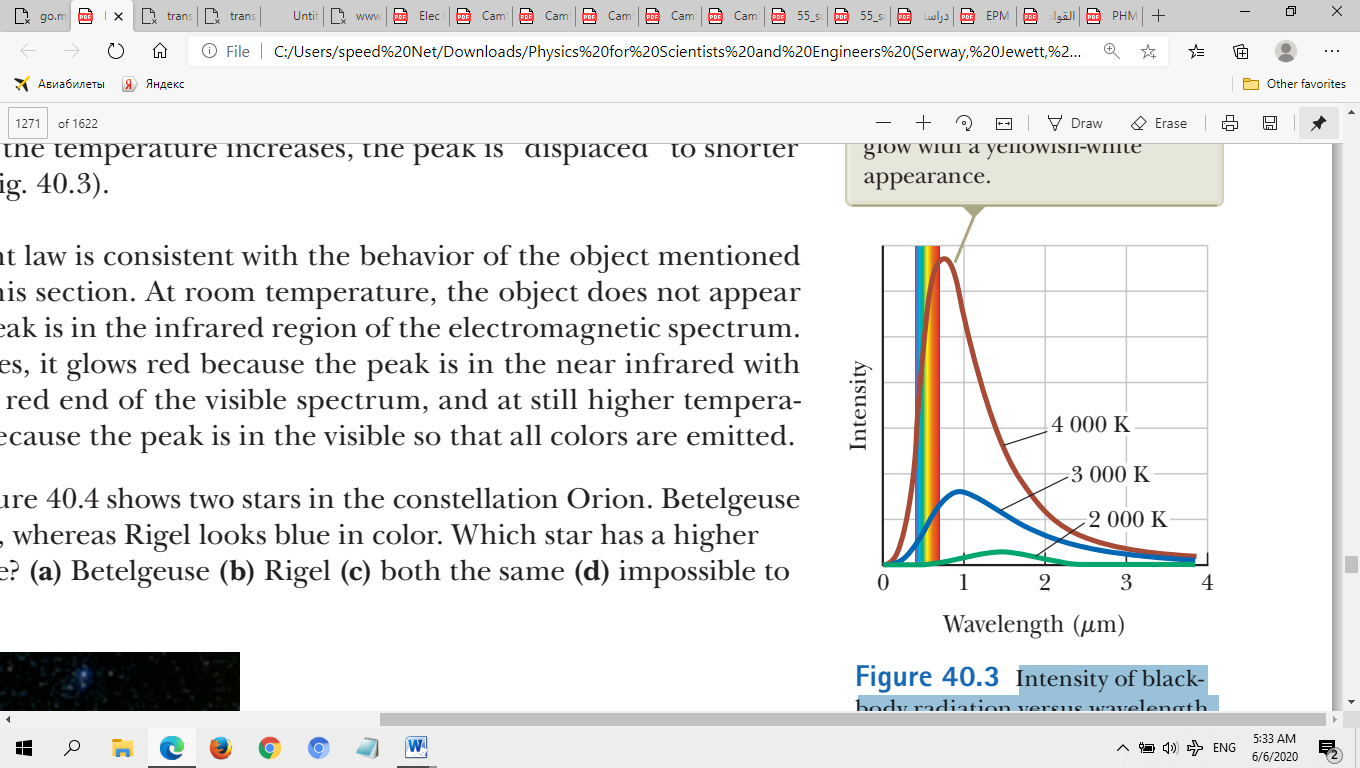 go.m
trans
trans
Untit
www
Elec
Cam
Cam
Cam
Cam
Cam
55_s
55_s
دراسا
EPM
القواء
PHM
File
C:/Users/speed%20Net/Downloads/Physics%20for%20Scientists%20and%20Engineers%20(Serway,%20Jewett,%2...
Авиабилеты
Яндекс
Other favorites
1271 of 1622
Draw
Erase
the temperature increases, the peak is "displaced" to shorter
ig. 40.3).
nt law is consistent with the behavior of the object mentioned
his section. At room temperature, the object does not appear
eak is in the infrared region of the electromagnetic spectrum.
es, it glows red because the peak is in the near infrared with
red end of the visible spectrum, and at still higher tempera-
ecause the peak is in the visible so that all colors are emitted.
ure 40.4 shows two stars in the constellation Orion. Betelgeuse
, whereas Rigel looks blue in color. Which star has a higher
e? (a) Betelgeuse (b) Rigel (c) both the same (d) impossible to
glow with a yellowish-white
appearance.
Intensity
4 000 K
3 000 K
2 000 K
0 1 2 3 4
Wavelength (μm)
Figure 40.3 Intensity of black-
body radiation versus wavelength
ENG
5:33 AM
6/6/2020
2